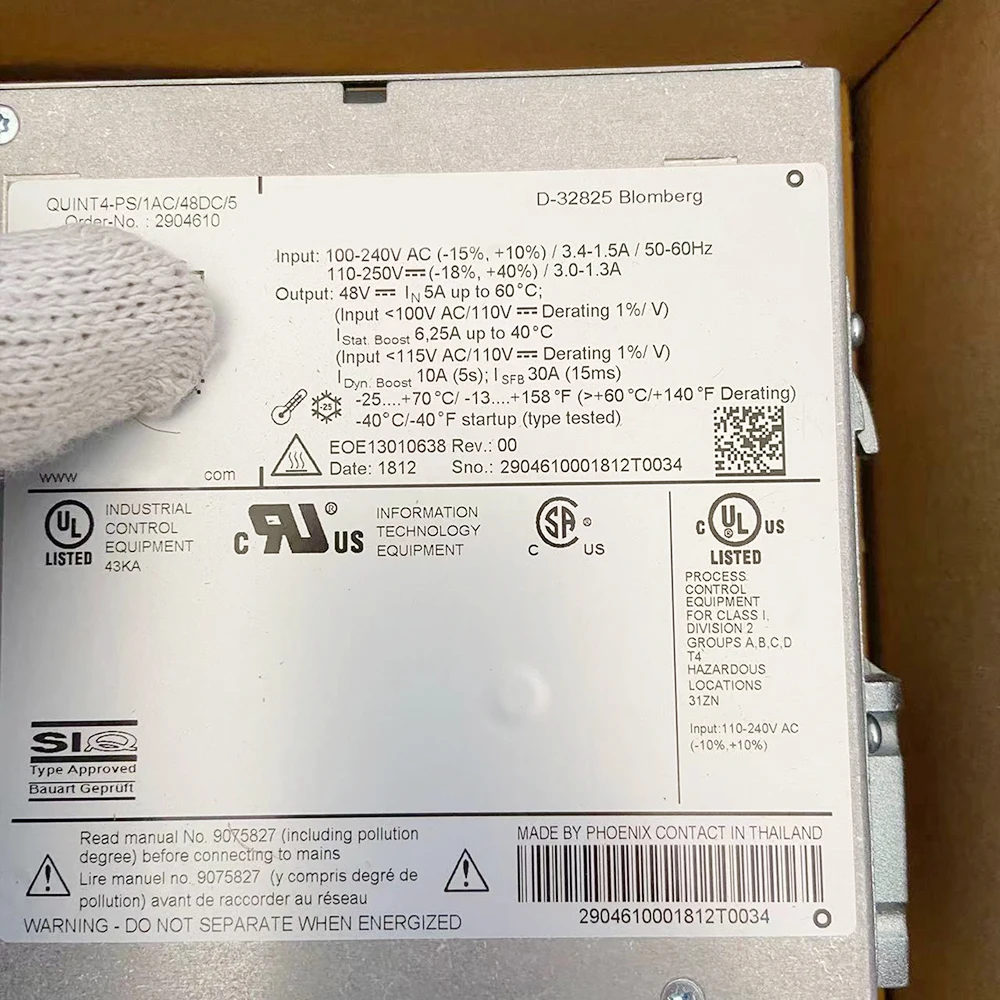 QUINT4-PS/1AC/48DC/5
Order-No. : 2904610
D-32825 Blomberg
Input: 100-240V AC (-15%, +10%) / 3.4-1.5A / 50-60Hz
110-250V⎓(-18%, +40%) / 3.0-1.3A
Output: 48V⎓ IN 5A up to 60°C;
(Input <100V AC/110V ⎓ Derating 1%/ V)
IStat. Boost 6,25A up to 40°C
(Input <115V AC/110V ⎓ Derating 1%/ V)
IDyn. Boost 10A (5s); ISFB 30A (15ms)
-25
-25....+70°C/ -13....+158°F (>+60°C/+140°F Derating)
-40°C/-40°F startup (type tested)
EOE13010638 Rev.: 00
Date: 1812 Sno.: 2904610001812T0034
www com
UL
LISTED
INDUSTRIAL
CONTROL
EQUIPMENT
43KA
c RU ® US
INFORMATION
TECHNOLOGY
EQUIPMENT
SA ®
C US
c UL US
LISTED
PROCESS
CONTROL
EQUIPMENT
FOR CLASS I,
DIVISION 2
GROUPS A,B,C,D
T4
HAZARDOUS
LOCATIONS
31ZN
Input:110-240V AC
(-10%,+10%)
SIQ
Type Approved
Bauart Geprüft
Read manual No. 9075827 (including pollution
degree) before connecting to mains
Lire manuel no. 9075827 (y compris degré de
pollution) avant de raccorder au réseau
WARNING - DO NOT SEPARATE WHEN ENERGIZED
MADE BY PHOENIX CONTACT IN THAILAND
2904610001812T0034